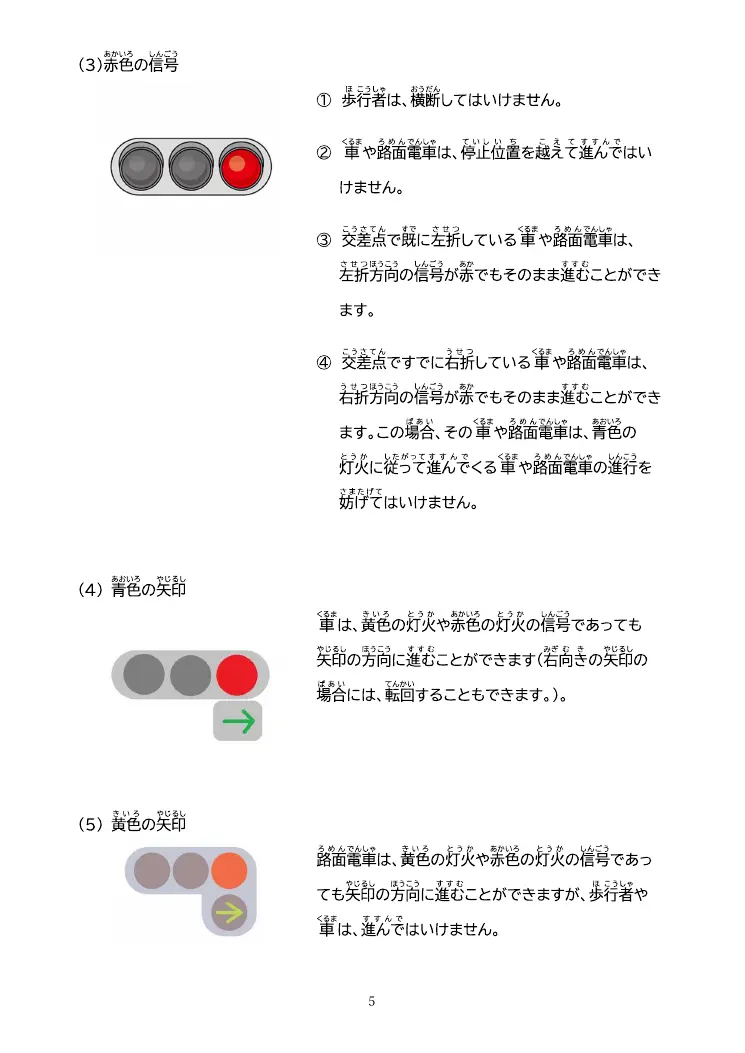 （3）赤色の信号
① 歩行者は、横断してはいけません。
② 車や路面電車は、停止位置を越えて進んではい
けません。
③ 交差点で既に左折している車や路面電車は、
左折方向の信号が赤でもそのまま進むことができ
ます。
④ 交差点ですでに右折している車や路面電車は、
右折方向の信号が赤でもそのまま進むことができ
ます。この場合、その車や路面電車は、青色の
灯火に従って進んでくる車や路面電車の進行を
妨げてはいけません。
（4） 青色の矢印
車は、黄色の灯火や赤色の灯火の信号であっても
矢印の方向に進むことができます（右向きの矢印の
場合には、転回することもできます。）。
（5） 黄色の矢印
路面電車は、黄色の灯火や赤色の灯火の信号であっ
ても矢印の方向に進むことができますが、歩行者や
車は、進んではいけません。
5